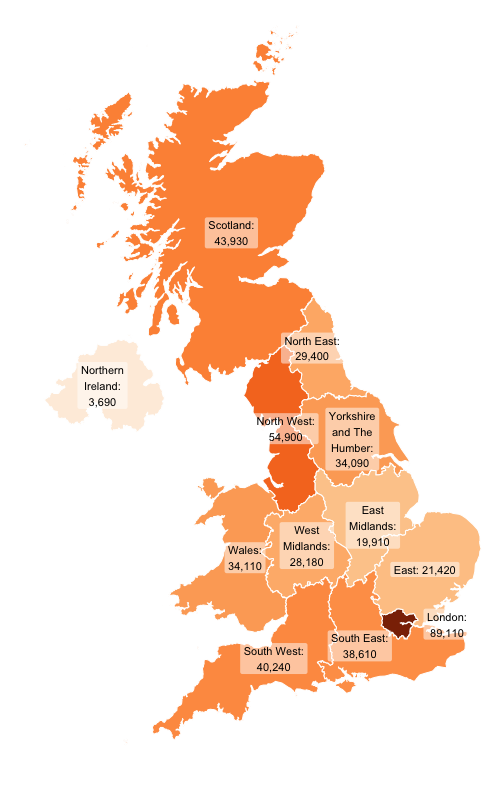 Scotland:
43,930
North East:
29,400
Northern
Ireland:
3,690
North West:
54,900
Yorkshire
and The
Humber:
34,090
East
Midlands:
19,910
West
Midlands:
28,180
Wales:
34,110
East: 21,420
London:
89,110
South East:
38,610
South West:
40,240